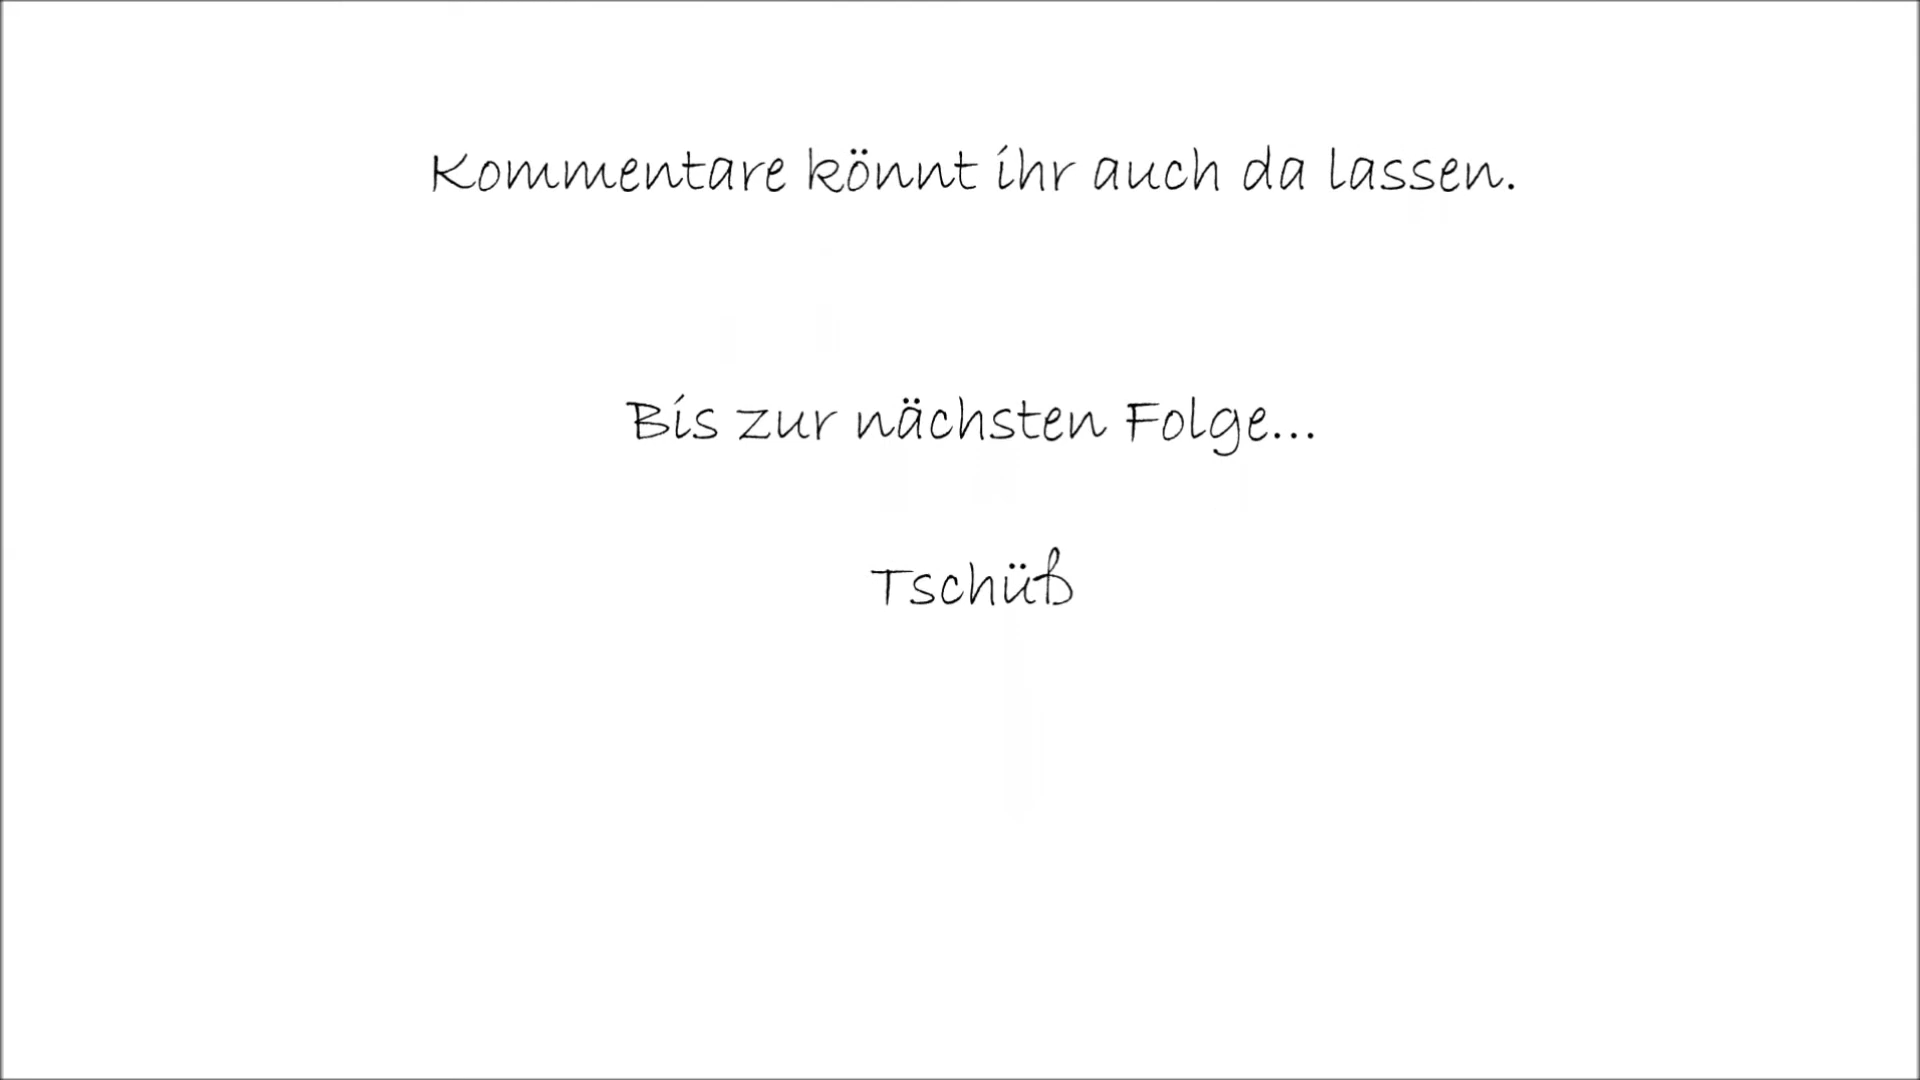 Kommentare könnt ihr auch da lassen.
Bis zur nächsten Folge...
Tschüß